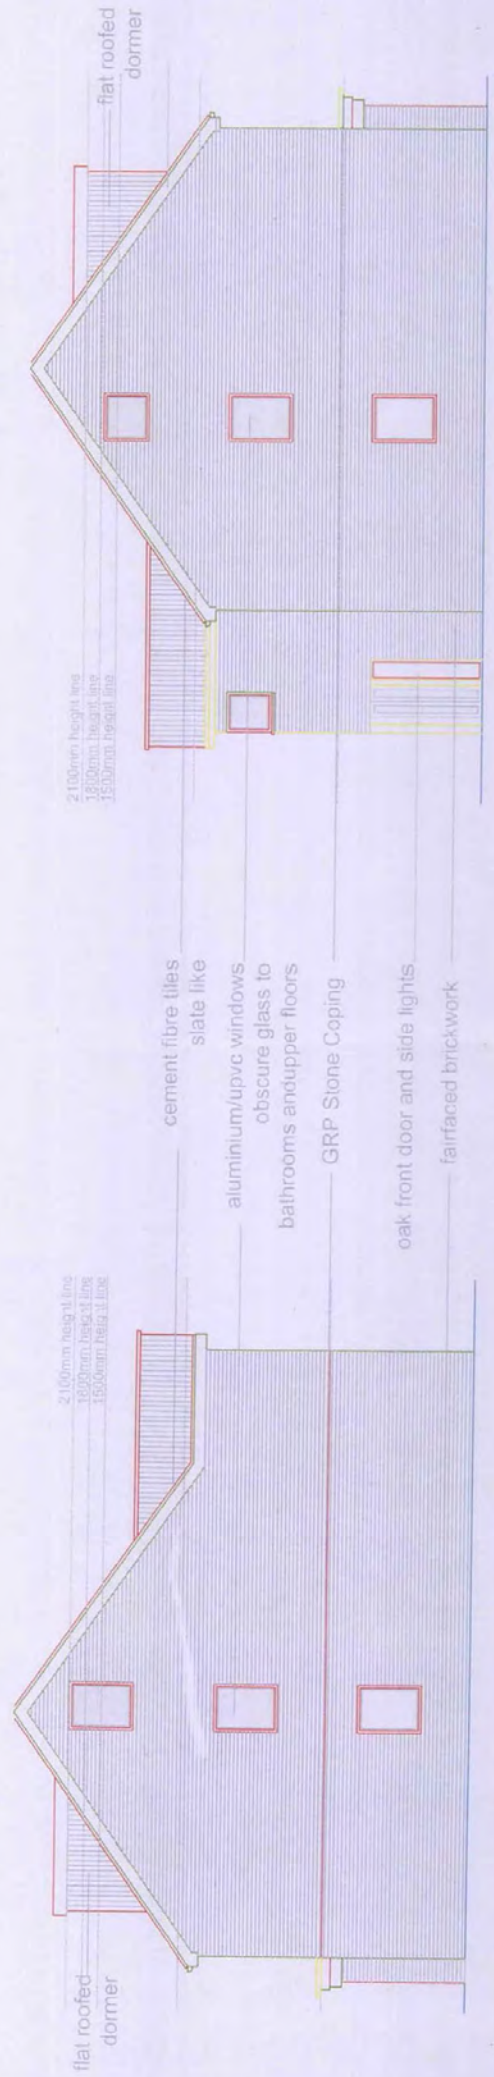 flat roofed
dormer
2100mm height line
1800mm height line
1500mm height line
cement fibre tiles
slate like
aluminium/upvc windows
obscure glass to
bathrooms andupper floors
GRP Stone Coping
oak front door and side lights
fairfaced brickwork
2100mm height line
1800mm height line
1500mm height line
flat roofed
dormer